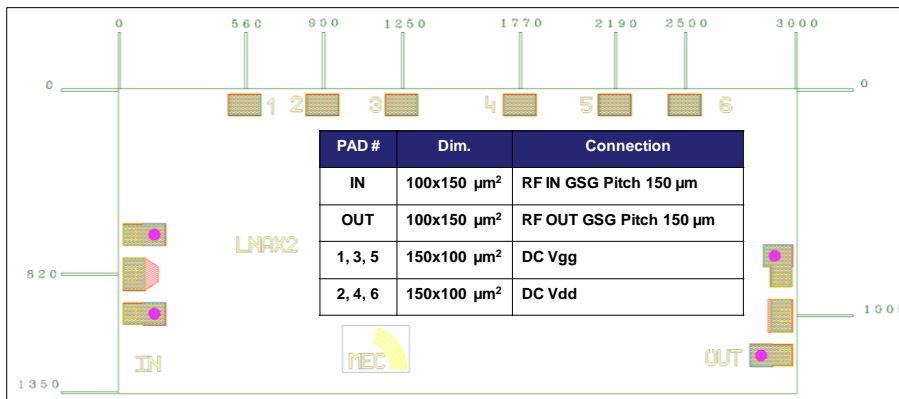 0 560 900 1250 1770 2190 2500 3000
0 0
1 2 3 4 5 6
PAD # Dim. Connection
IN 100x150 µm² RF IN GSG Pitch 150 µm
OUT 100x150 µm² RF OUT GSG Pitch 150 µm
1, 3, 5 150x100 µm² DC Vgg
2, 4, 6 150x100 µm² DC Vdd
LNAX2
820
1000
MEC
IN OUT
1350